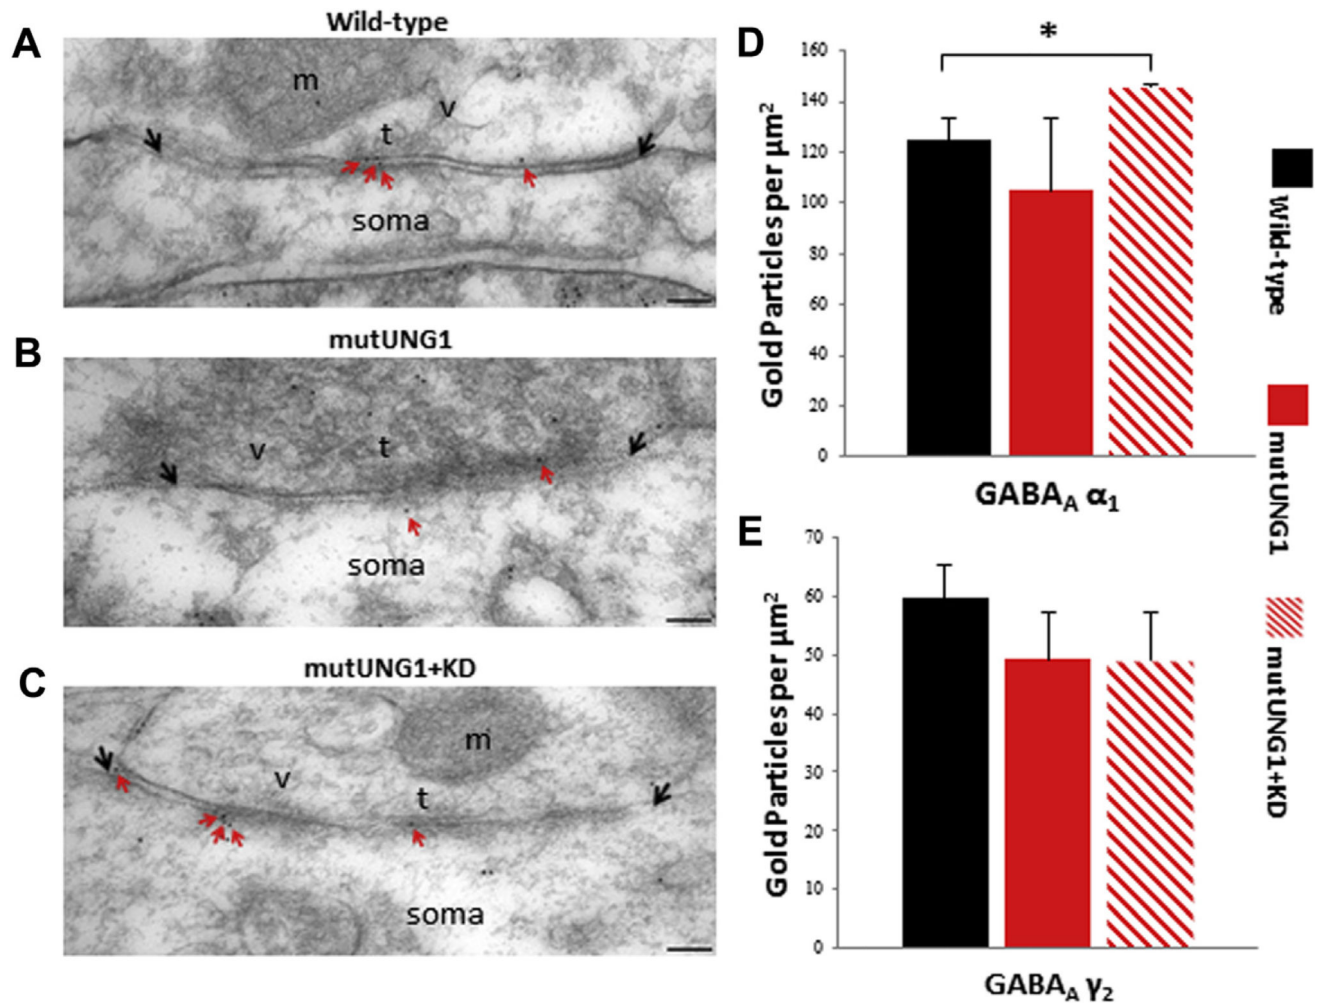 A
Wild-type
m
v
t
soma
B
mutUNG1
v
t
soma
C
mutUNG1+KD
m
v
t
soma
D
*
Gold Particles per μm2
160
140
120
100
80
60
40
20
0
GABAA α1
E
Gold Particles per μm2
70
60
50
40
30
20
10
0
GABAA γ2
Wild-type
mutUNG1
mutUNG1+KD